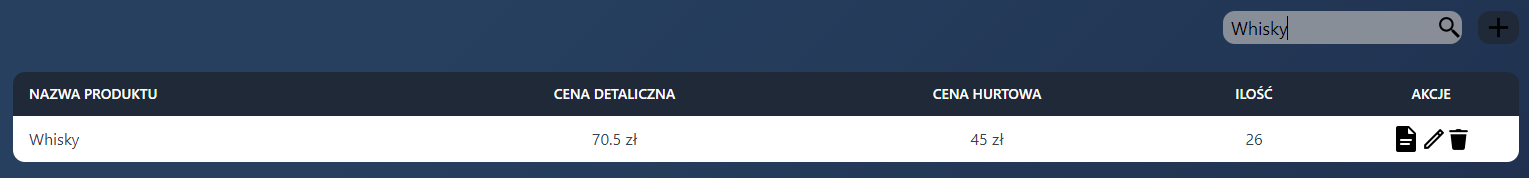 Whisky
NAZWA PRODUKTU CENA DETALICZNA CENA HURTOWA ILOŚĆ AKCJE
Whisky 70.5 zł 45 zł 26